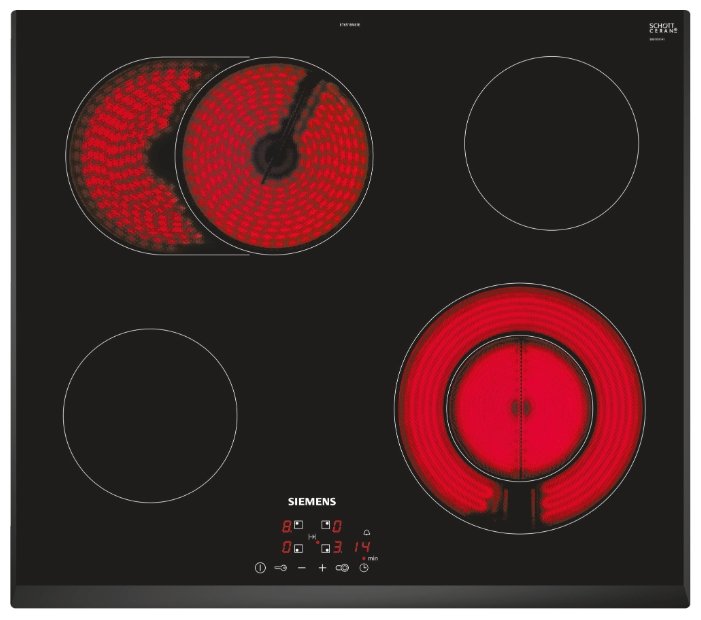 SCHOTT
CERAN®
SIEMENS
8. 0
0 3. 14
min